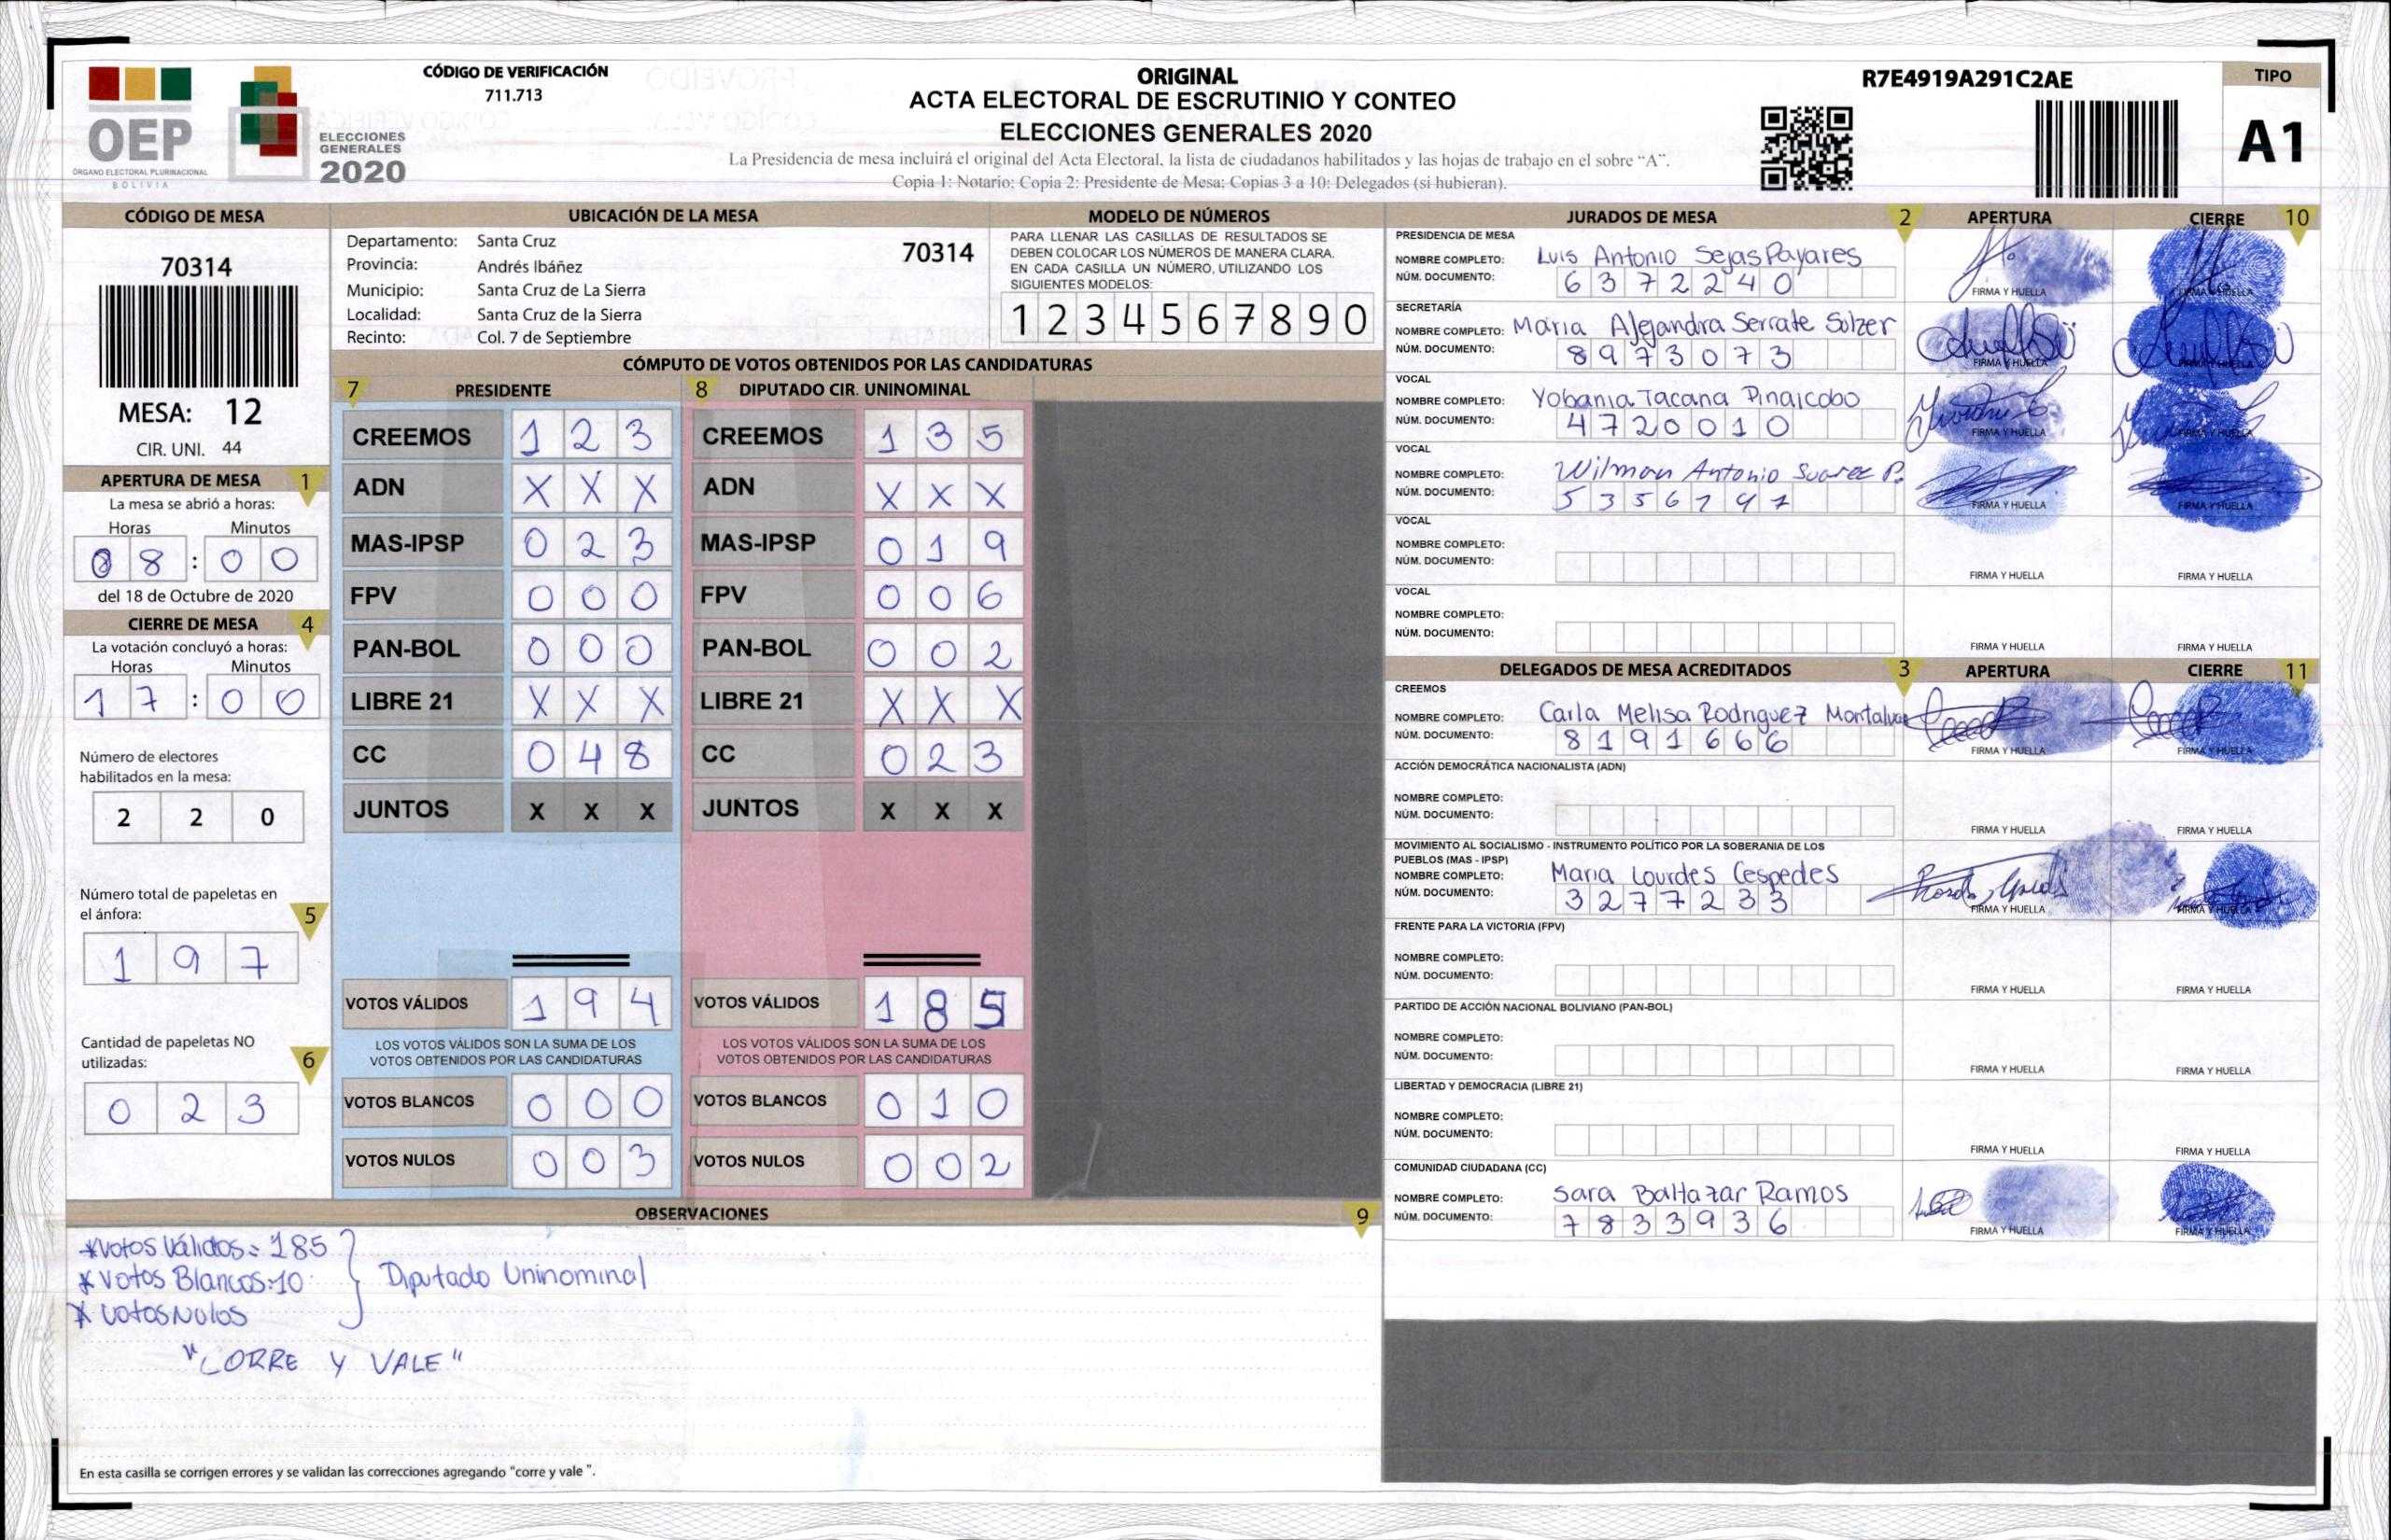 CÓDIGO DE VERIFICACIÓN
711.713
ORIGINAL
ACTA ELECTORAL DE ESCRUTINIO Y CONTEO
ELECCIONES GENERALES 2020
La Presidencia de mesa incluirá el original del Acta Electoral, la lista de ciudadanos habilitados y las hojas de trabajo en el sobre “A”.
Copia 1: Notario; Copia 2: Presidente de Mesa; Copias 3 a 10: Delegados (si hubieran).
R7E4919A291C2AE
TIPO
A1
OEP
ÓRGANO ELECTORAL PLURINACIONAL
BOLIVIA
ELECCIONES
GENERALES
2020
CÓDIGO DE MESA
70314
MESA: 12
CIR. UNI. 44
APERTURA DE MESA 1
La mesa se abrió a horas:
Horas Minutos
08 : 00
del 18 de Octubre de 2020
CIERRE DE MESA 4
La votación concluyó a horas:
Horas Minutos
17 : 00
Número de electores
habilitados en la mesa:
2 2 0
Número total de papeletas en
el ánfora: 5
1 9 7
Cantidad de papeletas NO
utilizadas: 6
0 2 3
UBICACIÓN DE LA MESA
Departamento: Santa Cruz 70314
Provincia: Andrés Ibáñez
Municipio: Santa Cruz de La Sierra
Localidad: Santa Cruz de la Sierra
Recinto: Col. 7 de Septiembre
MODELO DE NÚMEROS
PARA LLENAR LAS CASILLAS DE RESULTADOS SE
DEBEN COLOCAR LOS NÚMEROS DE MANERA CLARA.
EN CADA CASILLA UN NÚMERO, UTILIZANDO LOS
SIGUIENTES MODELOS:
1 2 3 4 5 6 7 8 9 0
CÓMPUTO DE VOTOS OBTENIDOS POR LAS CANDIDATURAS
7 PRESIDENTE 8 DIPUTADO CIR. UNINOMINAL
CREEMOS 1 2 3 CREEMOS 1 3 5
ADN X X X ADN X X X
MAS-IPSP 0 2 3 MAS-IPSP 0 1 9
FPV 0 0 0 FPV 0 0 6
PAN-BOL 0 0 0 PAN-BOL 0 0 2
LIBRE 21 X X X LIBRE 21 X X X
CC 0 4 8 CC 0 2 3
JUNTOS X X X JUNTOS X X X
VOTOS VÁLIDOS 1 9 4 VOTOS VÁLIDOS 1 8 5
LOS VOTOS VÁLIDOS SON LA SUMA DE LOS LOS VOTOS VÁLIDOS SON LA SUMA DE LOS
VOTOS OBTENIDOS POR LAS CANDIDATURAS VOTOS OBTENIDOS POR LAS CANDIDATURAS
VOTOS BLANCOS 0 0 0 VOTOS BLANCOS 0 1 0
VOTOS NULOS 0 0 3 VOTOS NULOS 0 0 2
OBSERVACIONES 9
*Votos Válidos = 185
* Votos Blancos:10 Diputado Uninominal
* Votos Nulos
"CORRE Y VALE"
En esta casilla se corrigen errores y se validan las correcciones agregando “corre y vale ”.
JURADOS DE MESA 2 APERTURA CIERRE 10
PRESIDENCIA DE MESA
NOMBRE COMPLETO: Luis Antonio Sejas Payares
NÚM. DOCUMENTO: 6372240
FIRMA Y HUELLA FIRMA Y HUELLA
SECRETARÍA
NOMBRE COMPLETO: Maria Alejandra Serrate Solzer
NÚM. DOCUMENTO: 8973073
FIRMA Y HUELLA FIRMA Y HUELLA
VOCAL
NOMBRE COMPLETO: Yobania Tacana Pinaicobo
NÚM. DOCUMENTO: 4720010
FIRMA Y HUELLA FIRMA Y HUELLA
VOCAL
NOMBRE COMPLETO: Wilman Antonio Suarez P.
NÚM. DOCUMENTO:
FIRMA Y HUELLA FIRMA Y HUELLA
VOCAL
NOMBRE COMPLETO:
NÚM. DOCUMENTO:
FIRMA Y HUELLA FIRMA Y HUELLA
VOCAL
NOMBRE COMPLETO:
NÚM. DOCUMENTO:
FIRMA Y HUELLA FIRMA Y HUELLA
DELEGADOS DE MESA ACREDITADOS 3 APERTURA CIERRE 11
CREEMOS
NOMBRE COMPLETO: Carla Melisa Rodriguez Montalvo
NÚM. DOCUMENTO: 8191666
FIRMA Y HUELLA FIRMA Y HUELLA
ACCIÓN DEMOCRÁTICA NACIONALISTA (ADN)
NOMBRE COMPLETO:
NÚM. DOCUMENTO:
FIRMA Y HUELLA FIRMA Y HUELLA
MOVIMIENTO AL SOCIALISMO - INSTRUMENTO POLÍTICO POR LA SOBERANIA DE LOS
PUEBLOS (MAS - IPSP)
NOMBRE COMPLETO: Maria Lourdes Cespedes
NÚM. DOCUMENTO: 3277233
FIRMA Y HUELLA FIRMA Y HUELLA
FRENTE PARA LA VICTORIA (FPV)
NOMBRE COMPLETO:
NÚM. DOCUMENTO:
FIRMA Y HUELLA FIRMA Y HUELLA
PARTIDO DE ACCIÓN NACIONAL BOLIVIANO (PAN-BOL)
NOMBRE COMPLETO:
NÚM. DOCUMENTO:
FIRMA Y HUELLA FIRMA Y HUELLA
LIBERTAD Y DEMOCRACIA (LIBRE 21)
NOMBRE COMPLETO:
NÚM. DOCUMENTO:
FIRMA Y HUELLA FIRMA Y HUELLA
COMUNIDAD CIUDADANA (CC)
NOMBRE COMPLETO: Sara Baltazar Ramos
NÚM. DOCUMENTO: 7833936
FIRMA Y HUELLA FIRMA Y HUELLA